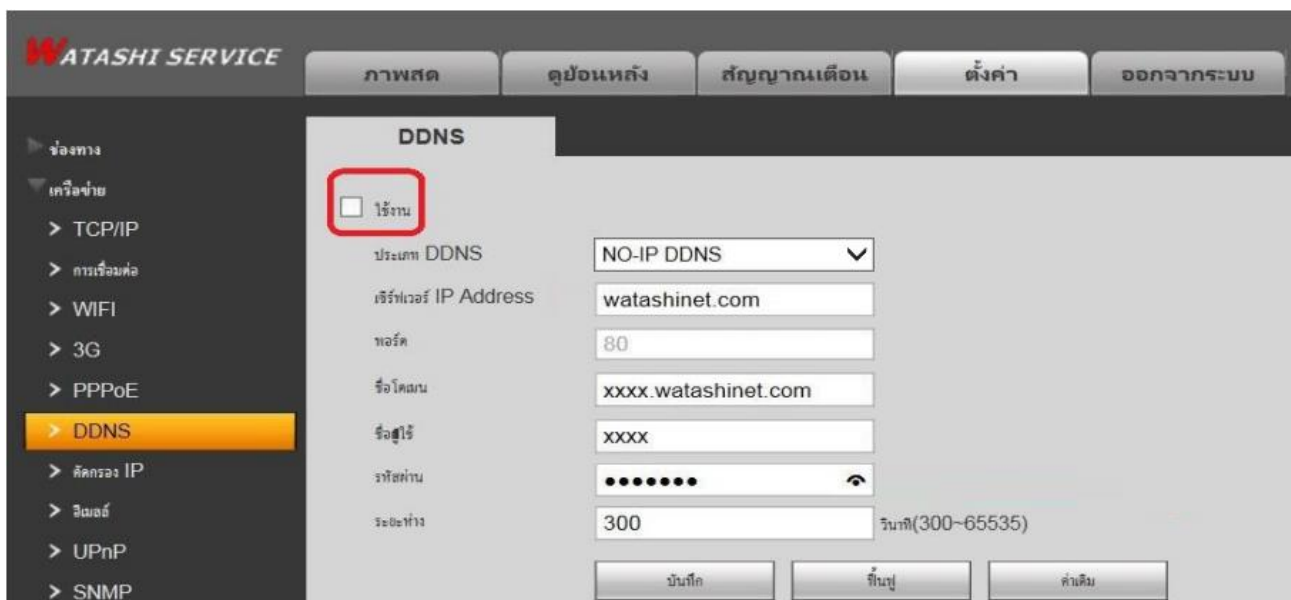 WATASHI SERVICE
ภาพสด
ดูย้อนหลัง
สัญญาณเตือน
ตั้งค่า
ออกจากระบบ
ช่องทาง
เครือข่าย
TCP/IP
การเชื่อมต่อ
WIFI
3G
PPPoE
DDNS
คัดกรอง IP
อีเมลล์
UPnP
SNMP
DDNS
ใช้งาน
ประเภท DDNS NO-IP DDNS
เซิร์ฟเวอร์ IP Address watashinet.com
พอร์ต 80
ชื่อโดเมน xxxx.watashinet.com
ชื่อผู้ใช้ xxxx
รหัสผ่าน •••••••
ระยะห่าง 300 วินาที(300~65535)
บันทึก ฟื้นฟู ค่าเดิม